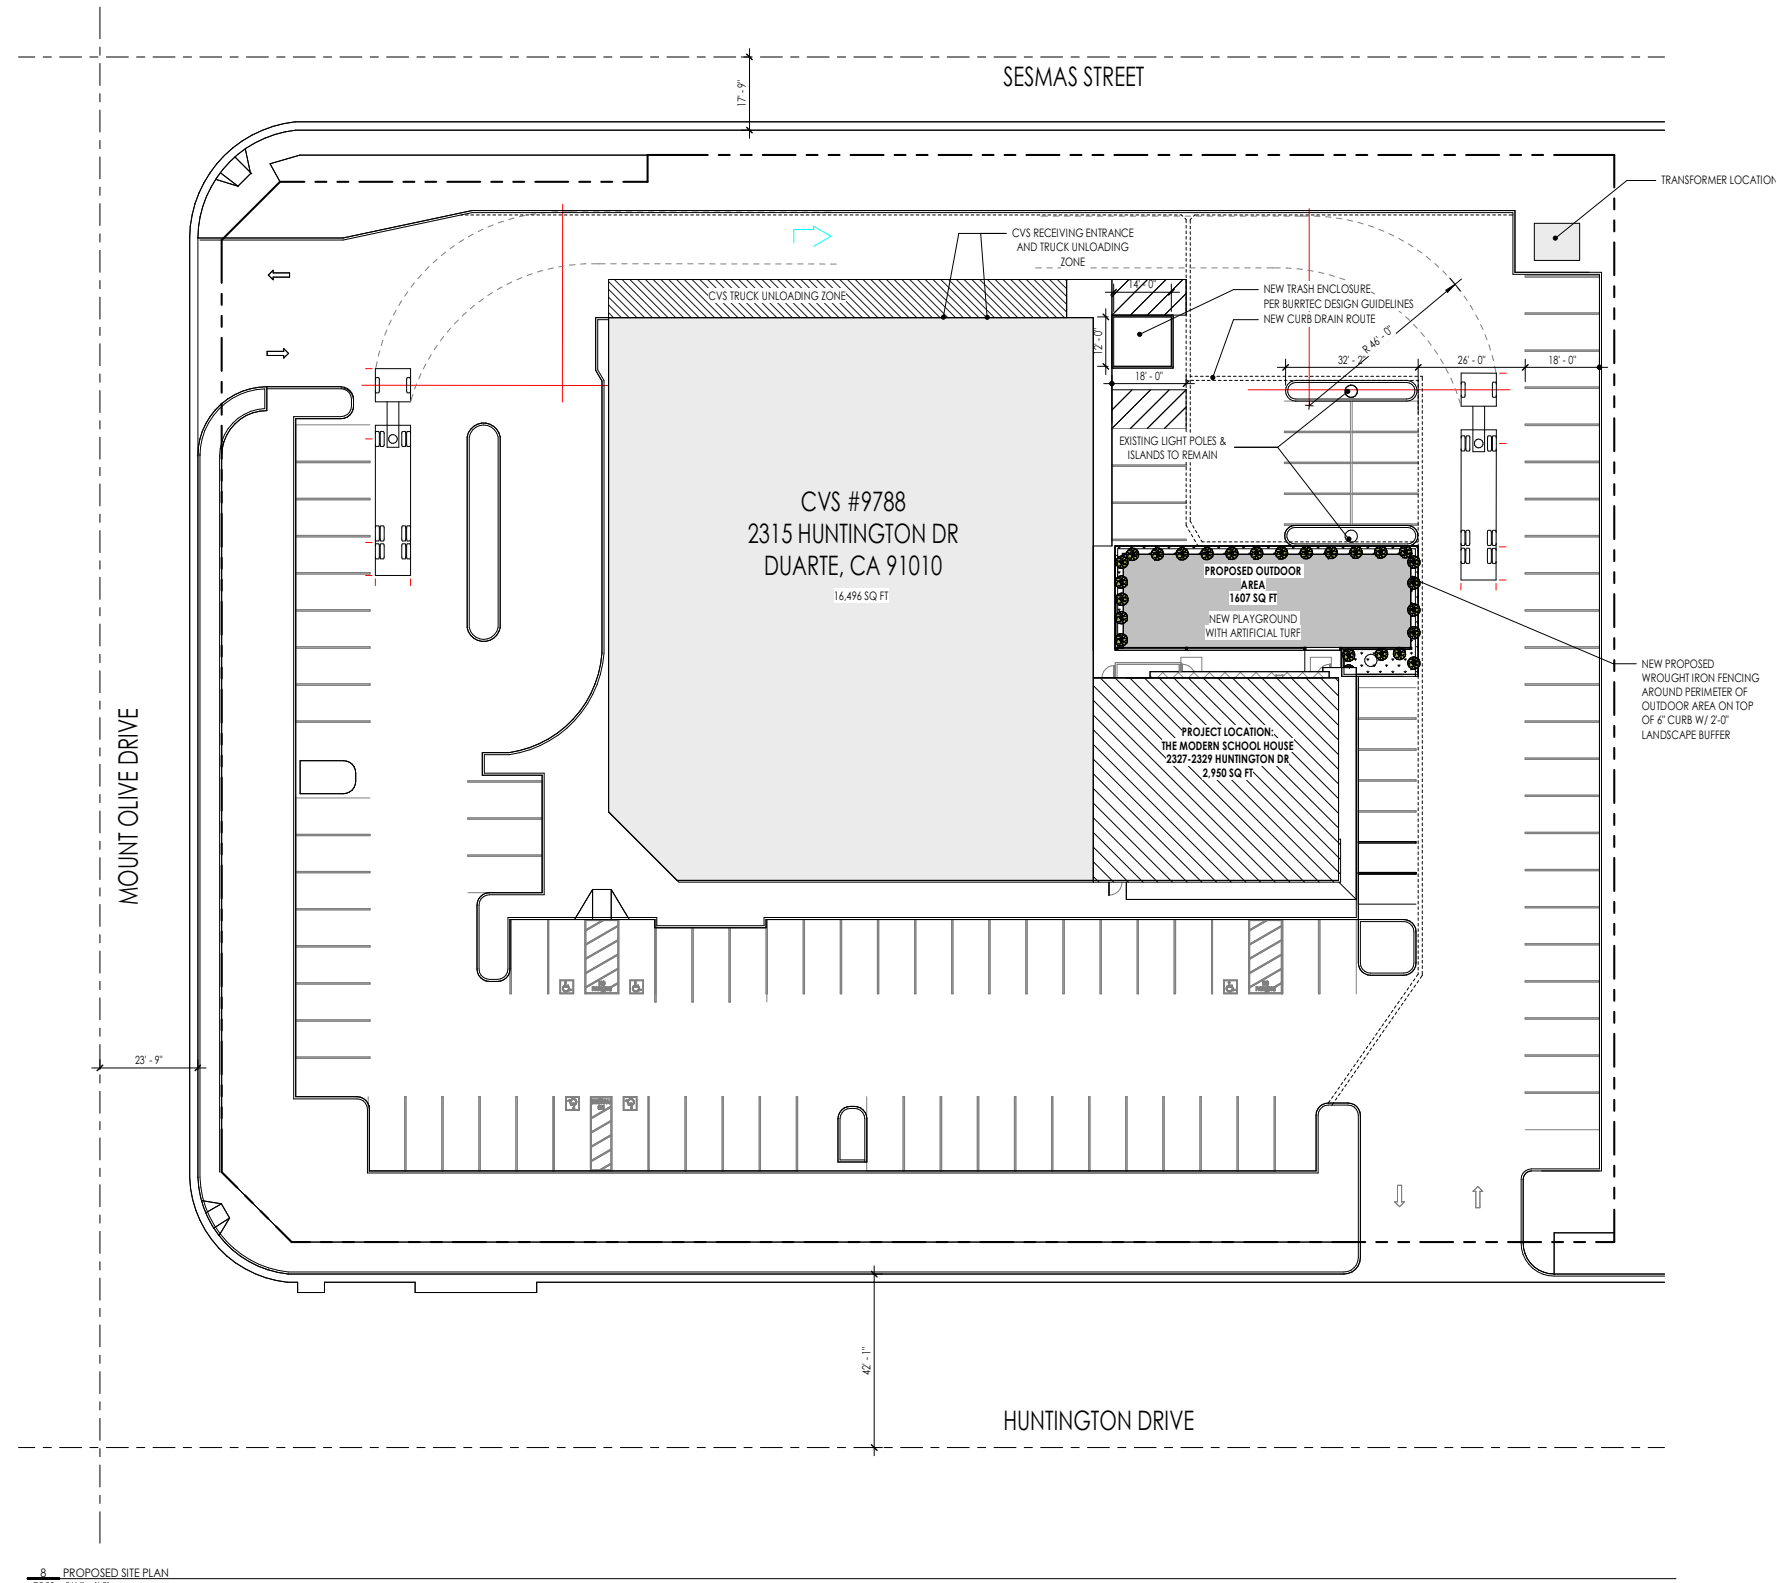 SESMAS STREET
17' - 9"
TRANSFORMER LOCATION
CVS RECEIVING ENTRANCE
AND TRUCK UNLOADING
ZONE
CVS TRUCK UNLOADING ZONE
14' - 0"
NEW TRASH ENCLOSURE,
PER BURRTEC DESIGN GUIDELINES
NEW CURB DRAIN ROUTE
12' - 0"
R 46' - 0"
32' - 2"
26' - 0"
18' - 0"
18' - 0"
EXISTING LIGHT POLES &
ISLANDS TO REMAIN
CVS #9788
2315 HUNTINGTON DR
DUARTE, CA 91010
16,496 SQ FT
PROPOSED OUTDOOR
AREA
1607 SQ FT
NEW PLAYGROUND
WITH ARTIFICIAL TURF
NEW PROPOSED
WROUGHT IRON FENCING
AROUND PERIMETER OF
OUTDOOR AREA ON TOP
OF 6" CURB W/ 2'-0"
LANDSCAPE BUFFER
PROJECT LOCATION:
THE MODERN SCHOOL HOUSE
2327-2329 HUNTINGTON DR
2,950 SQ FT
MOUNT OLIVE DRIVE
23' - 9"
42' - 1"
HUNTINGTON DRIVE
8 PROPOSED SITE PLAN